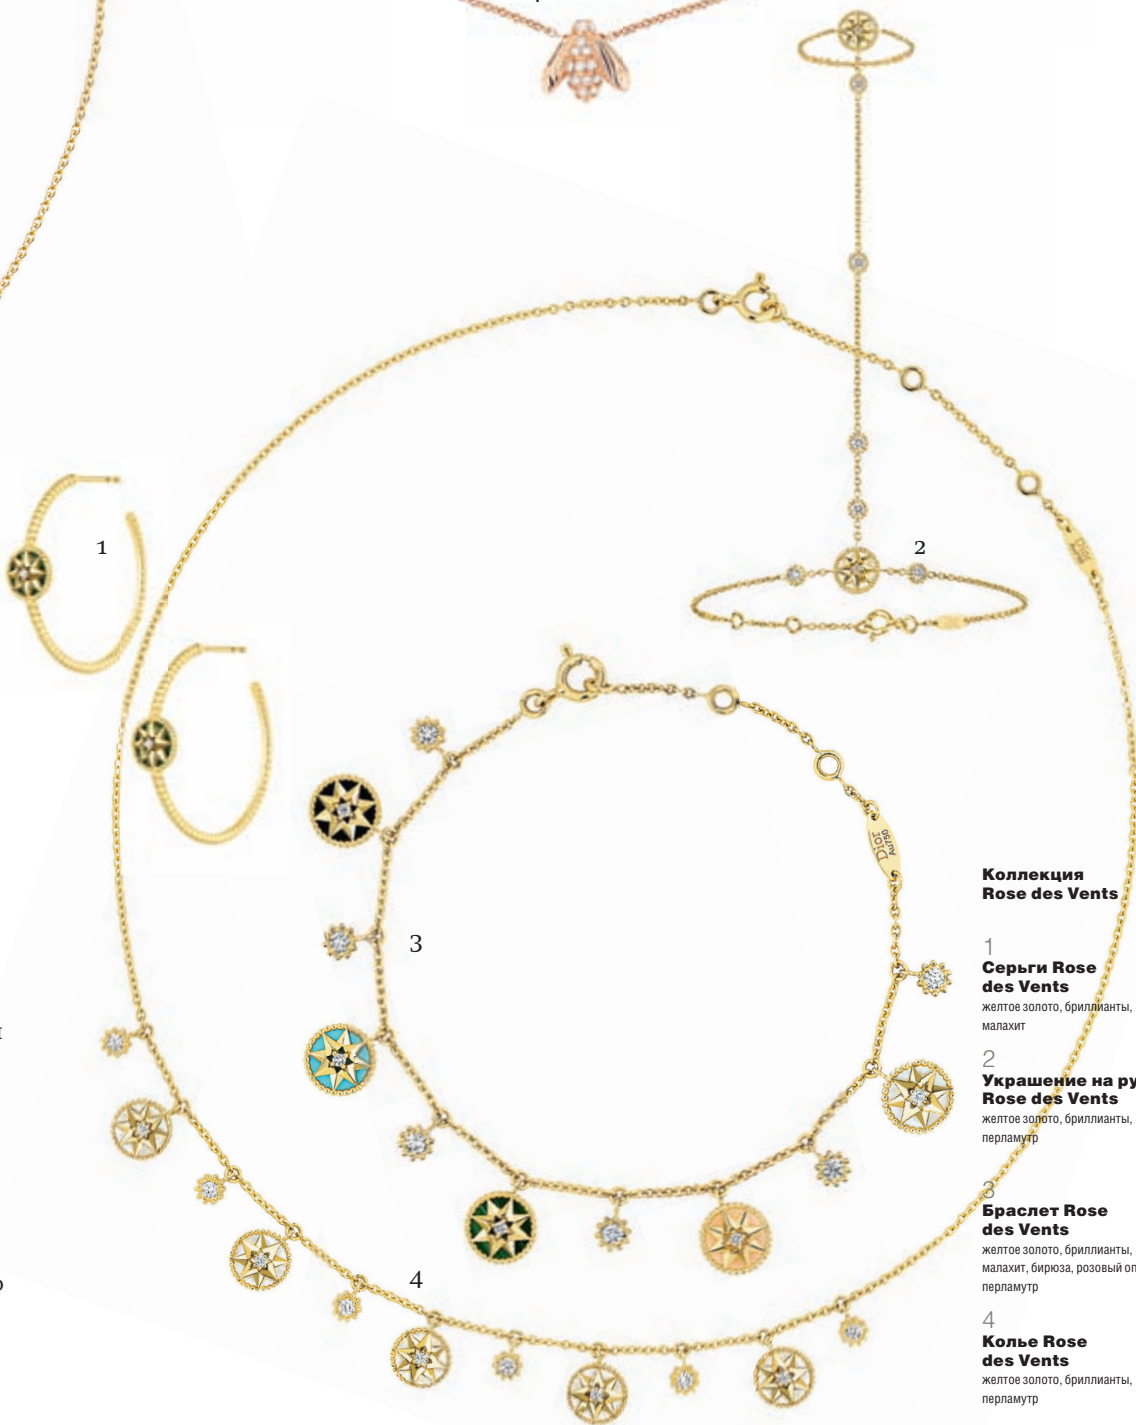 1
2
3
4
Dior
Au750
Коллекция
Rose des Vents
1
Серьги Rose
des Vents
желтое золото, бриллианты,
малахит
2
Украшение на
Rose des Vents
желтое золото, бриллианты,
перламутр
3
Браслет Rose
des Vents
желтое золото, бриллианты,
малахит, бирюза, розовый
перламутр
4
Колье Rose
des Vents
желтое золото, бриллианты,
перламутр